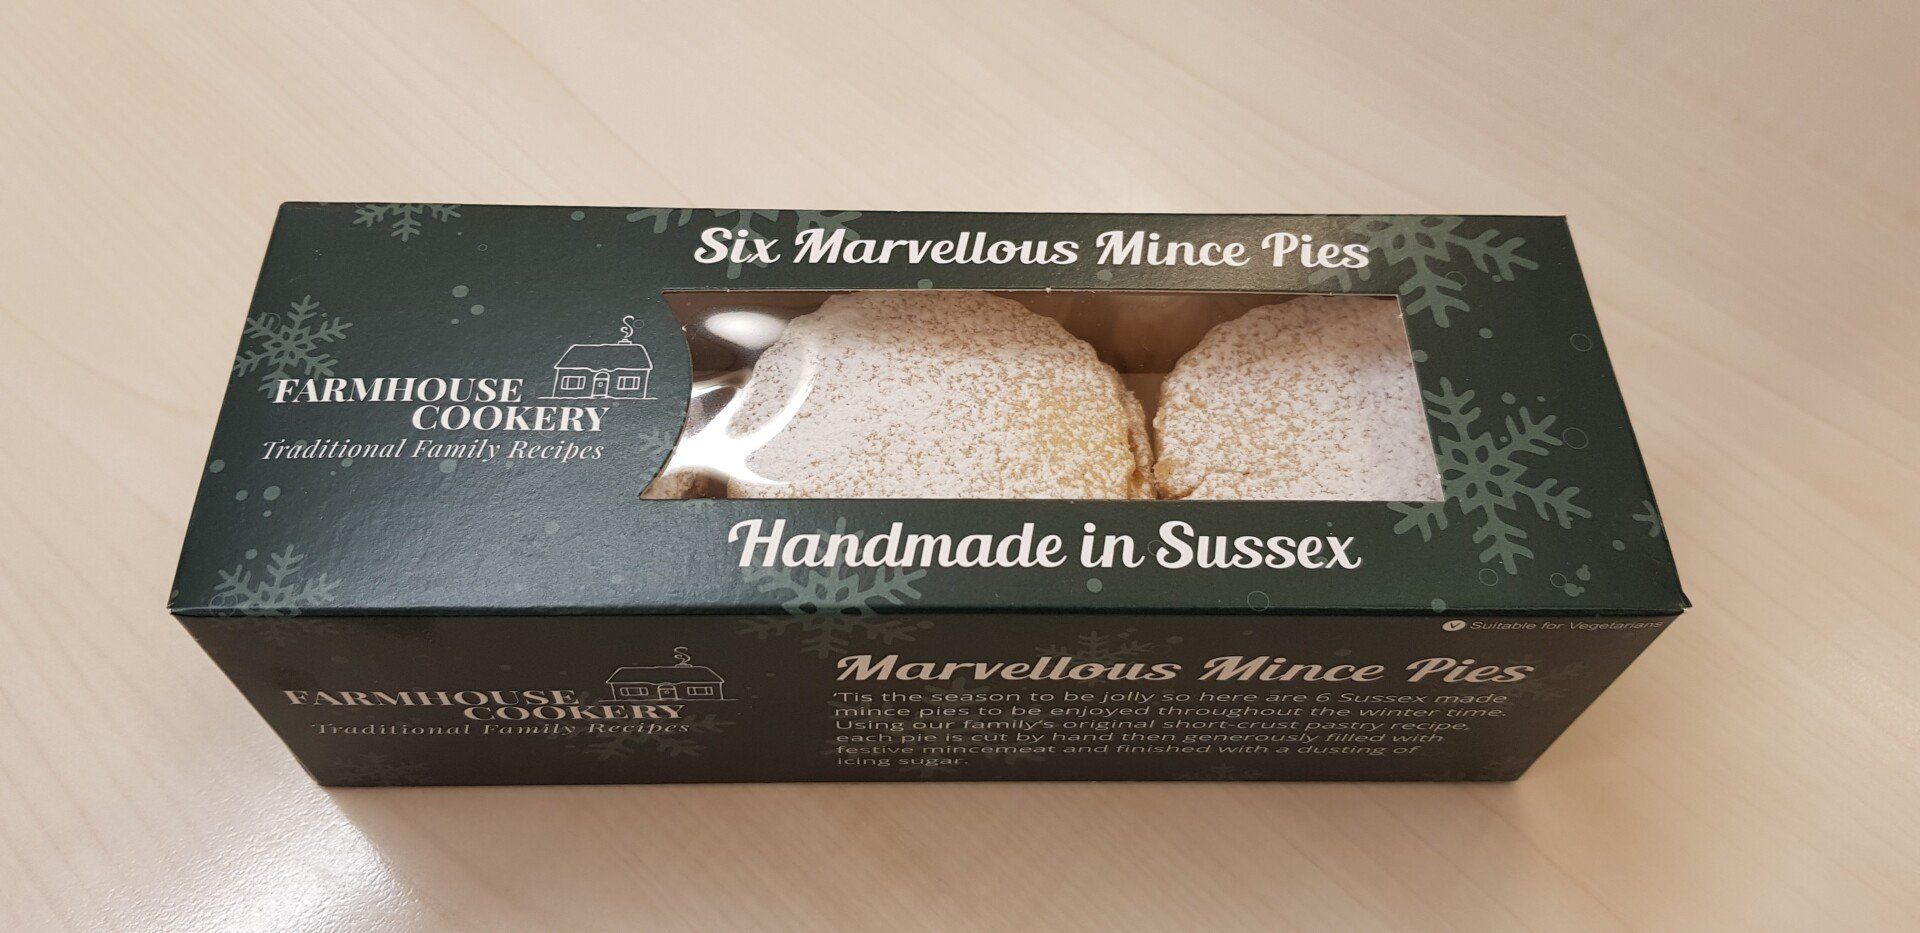 Six Marvellous Mince Pies
FARMHOUSE
COOKERY
Traditional Family Recipes
Handmade in Sussex
Suitable for Vegetarians
FARMHOUSE
COOKERY
Traditional Family Recipes
Marvellous Mince Pies
'Tis the season to be jolly so here are 6 Sussex made
mince pies to be enjoyed throughout the winter time.
Using our family's original short-crust pastry recipe,
each pie is cut by hand then generously filled with
festive mincemeat and finished with a dusting of
icing sugar.